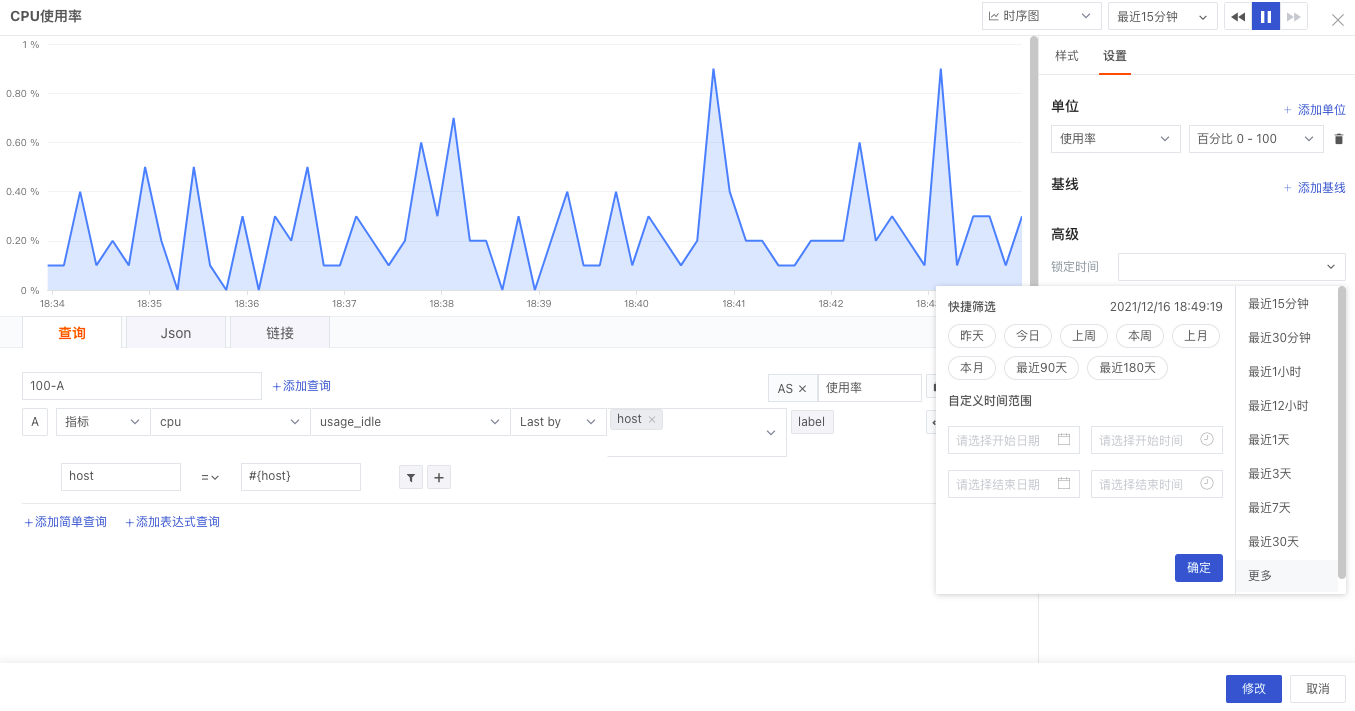 CPU使用率
时序图
最近15分钟
1 %
0.80 %
0.60 %
0.40 %
0.20 %
0 %
18:34
18:35
18:36
18:37
18:38
18:39
18:40
18:41
18:42
样式
设置
单位
+ 添加单位
使用率
百分比 0 - 100
基线
+ 添加基线
高级
锁定时间
快捷筛选
2021/12/16 18:49:19
昨天
今日
上周
本周
上月
本月
最近90天
最近180天
自定义时间范围
请选择开始日期
请选择开始时间
请选择结束日期
请选择结束时间
确定
最近15分钟
最近30分钟
最近1小时
最近12小时
最近1天
最近3天
最近7天
最近30天
更多
查询
Json
链接
100-A
+添加查询
AS ×
使用率
A
指标
cpu
usage_idle
Last by
host ×
label
host
=
#{host}
+
+添加简单查询
+添加表达式查询
修改
取消